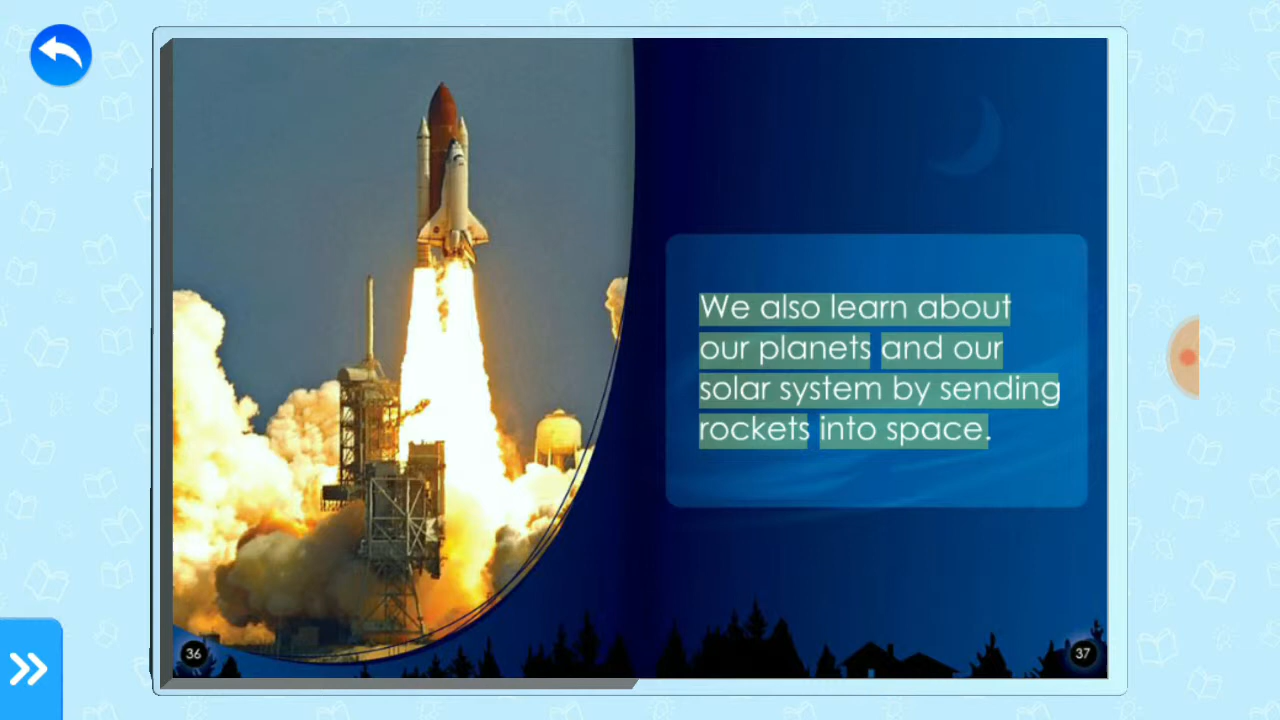 We also learn about
our planets and our
solar system by sending
rockets into space.
36
37